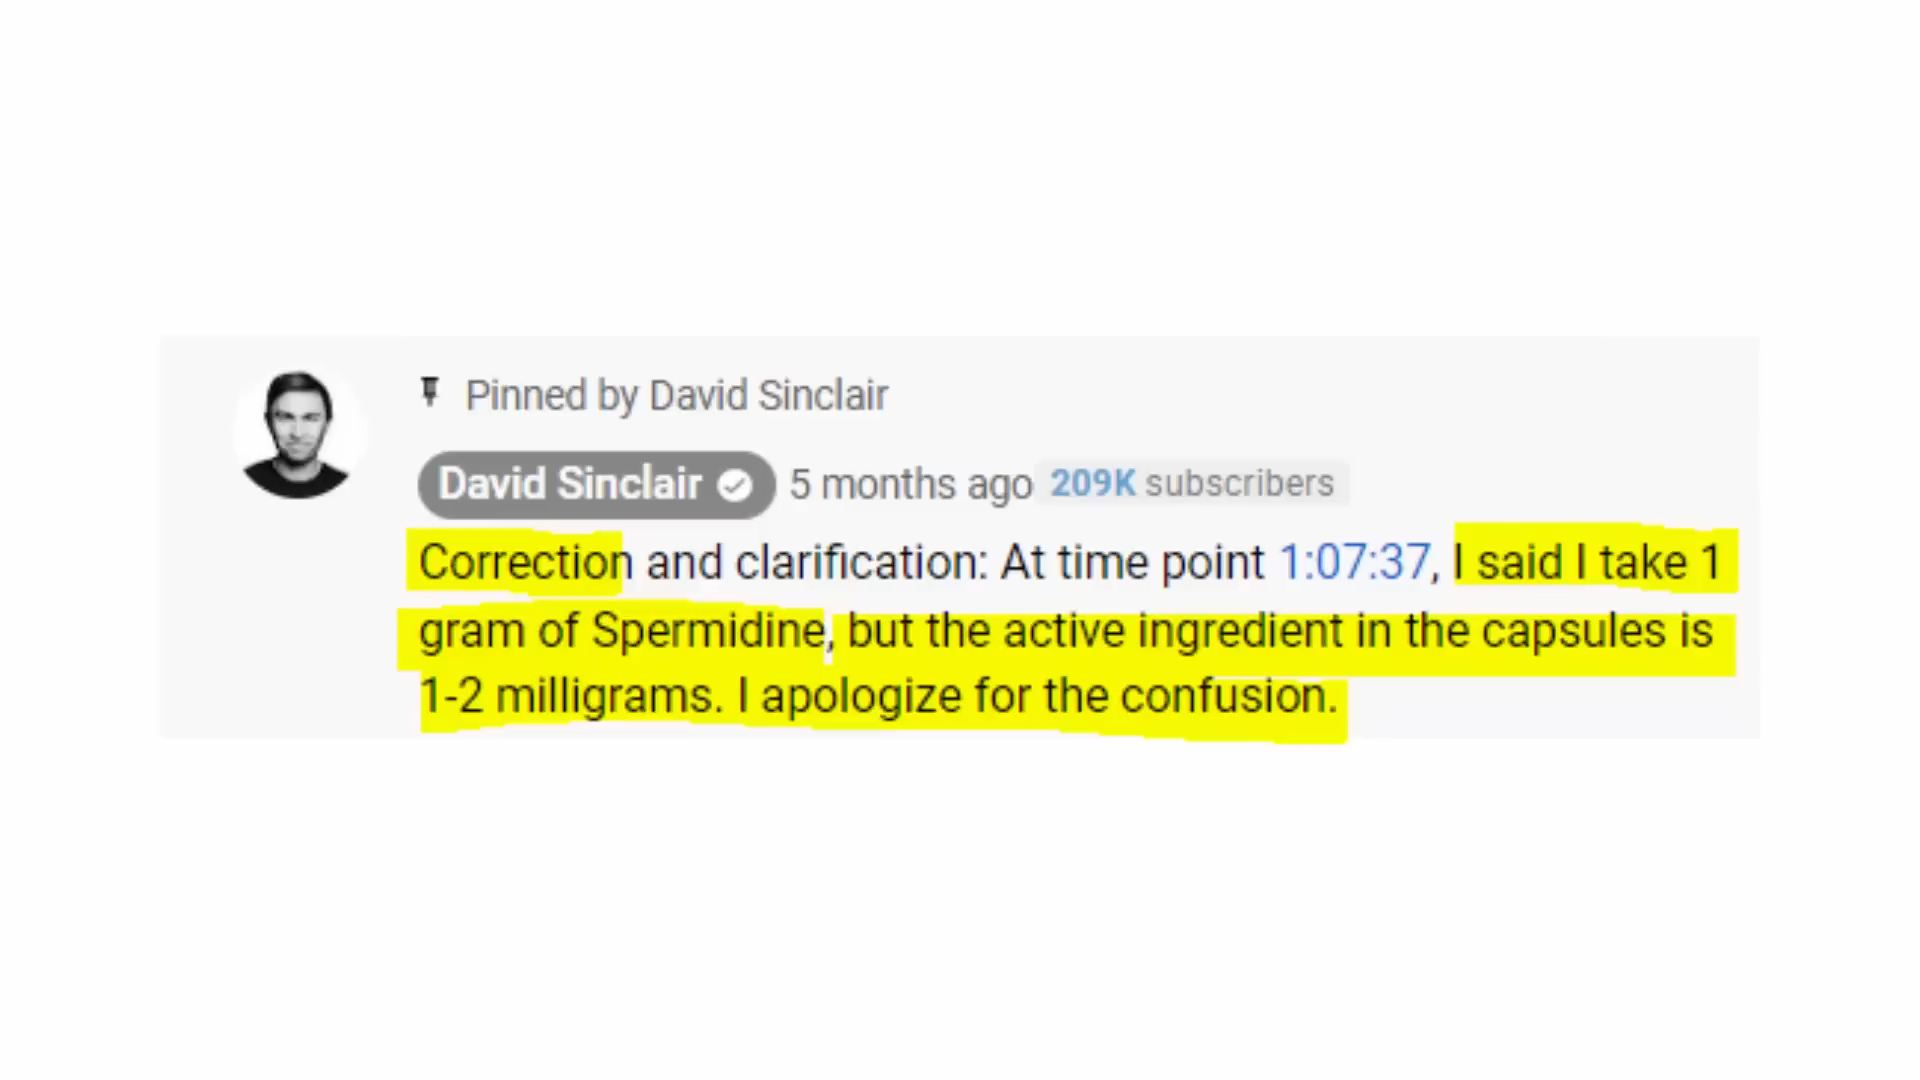 Pinned by David Sinclair
David Sinclair 5 months ago 209K subscribers
Correction and clarification: At time point 1:07:37, I said I take 1
gram of Spermidine, but the active ingredient in the capsules is
1-2 milligrams. I apologize for the confusion.